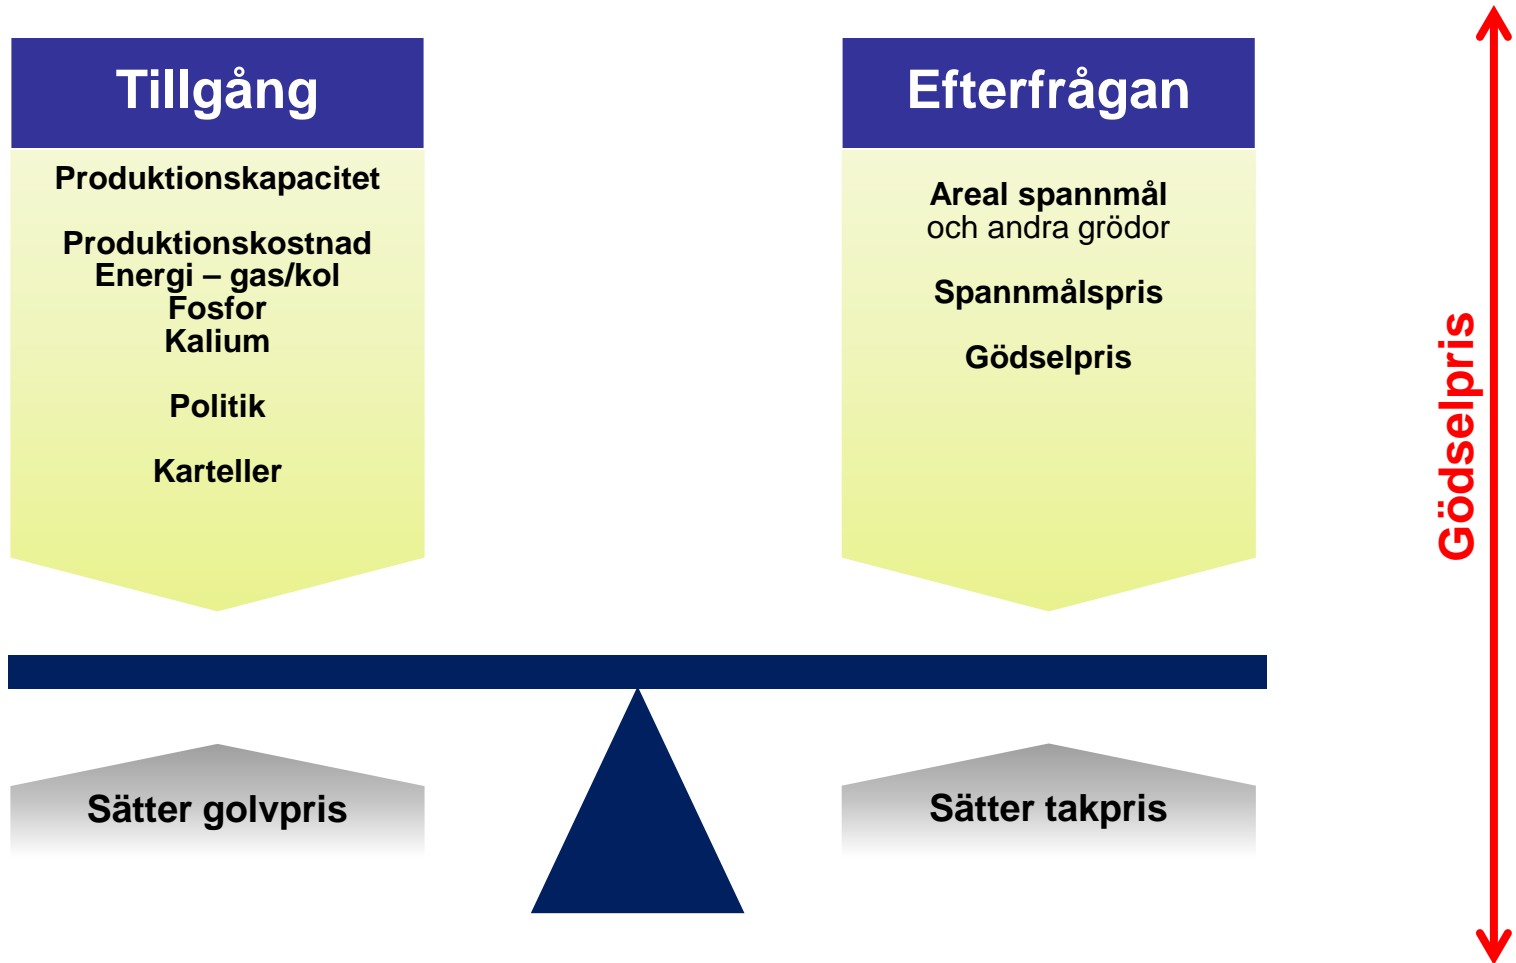 Tillgång
Produktionskapacitet
Produktionskostnad
Energi – gas/kol
Fosfor
Kalium
Politik
Karteller
Sätter golvpris
Efterfrågan
Areal spannmål
och andra grödor
Spannmålspris
Gödselpris
Sätter takpris
Gödselpris